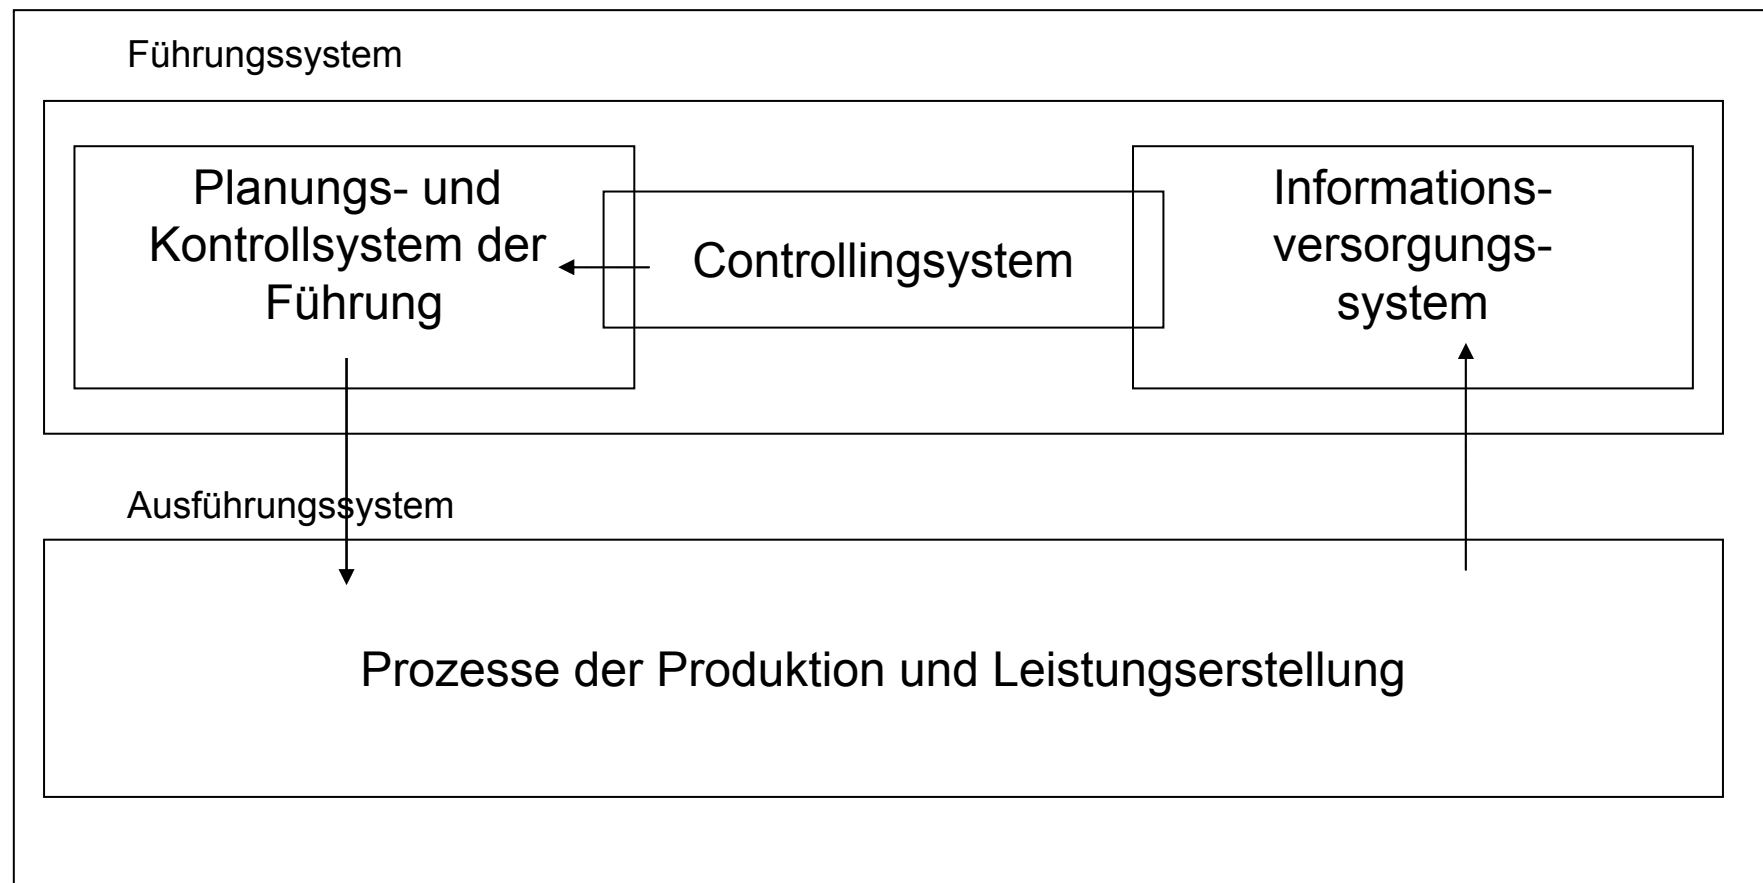 Führungssystem
Planungs- und
Kontrollsystem der
Führung
Controllingsystem
Informations-
versorgungs-
system
Ausführungssystem
Prozesse der Produktion und Leistungserstellung